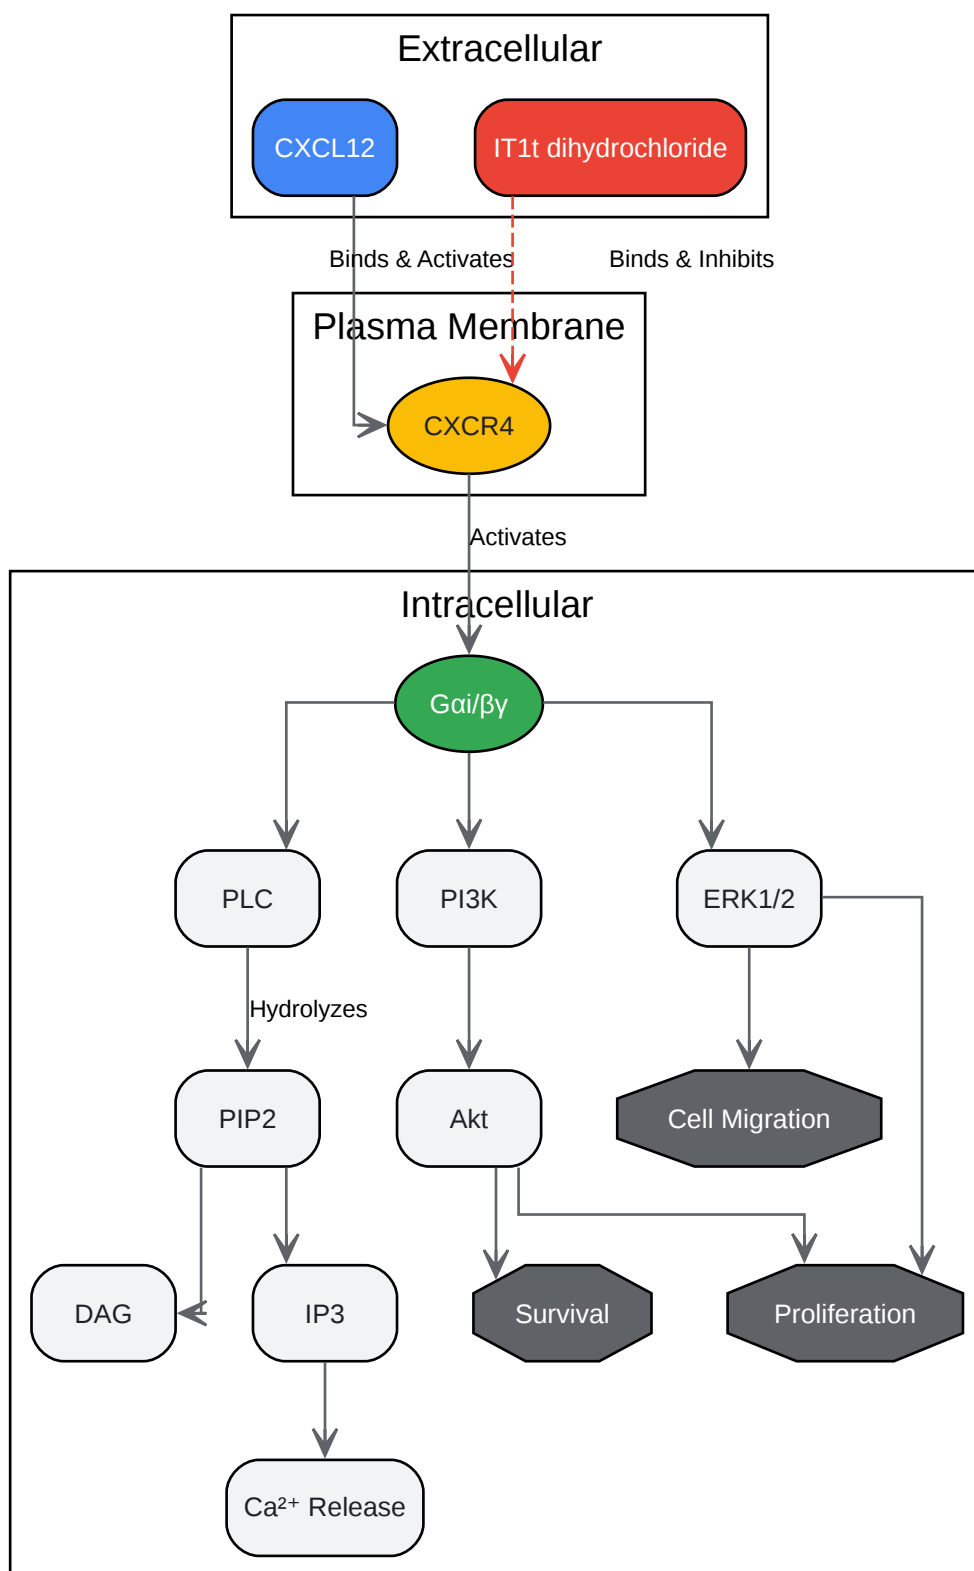 Extracellular
CXCL12
IT1t dihydrochloride
Binds & Activates
Binds & Inhibits
Plasma Membrane
CXCR4
Activates
Intracellular
Gαi/βγ
PLC
PI3K
ERK1/2
Hydrolyzes
PIP2
Akt
Cell Migration
DAG
IP3
Survival
Proliferation
Ca²⁺ Release